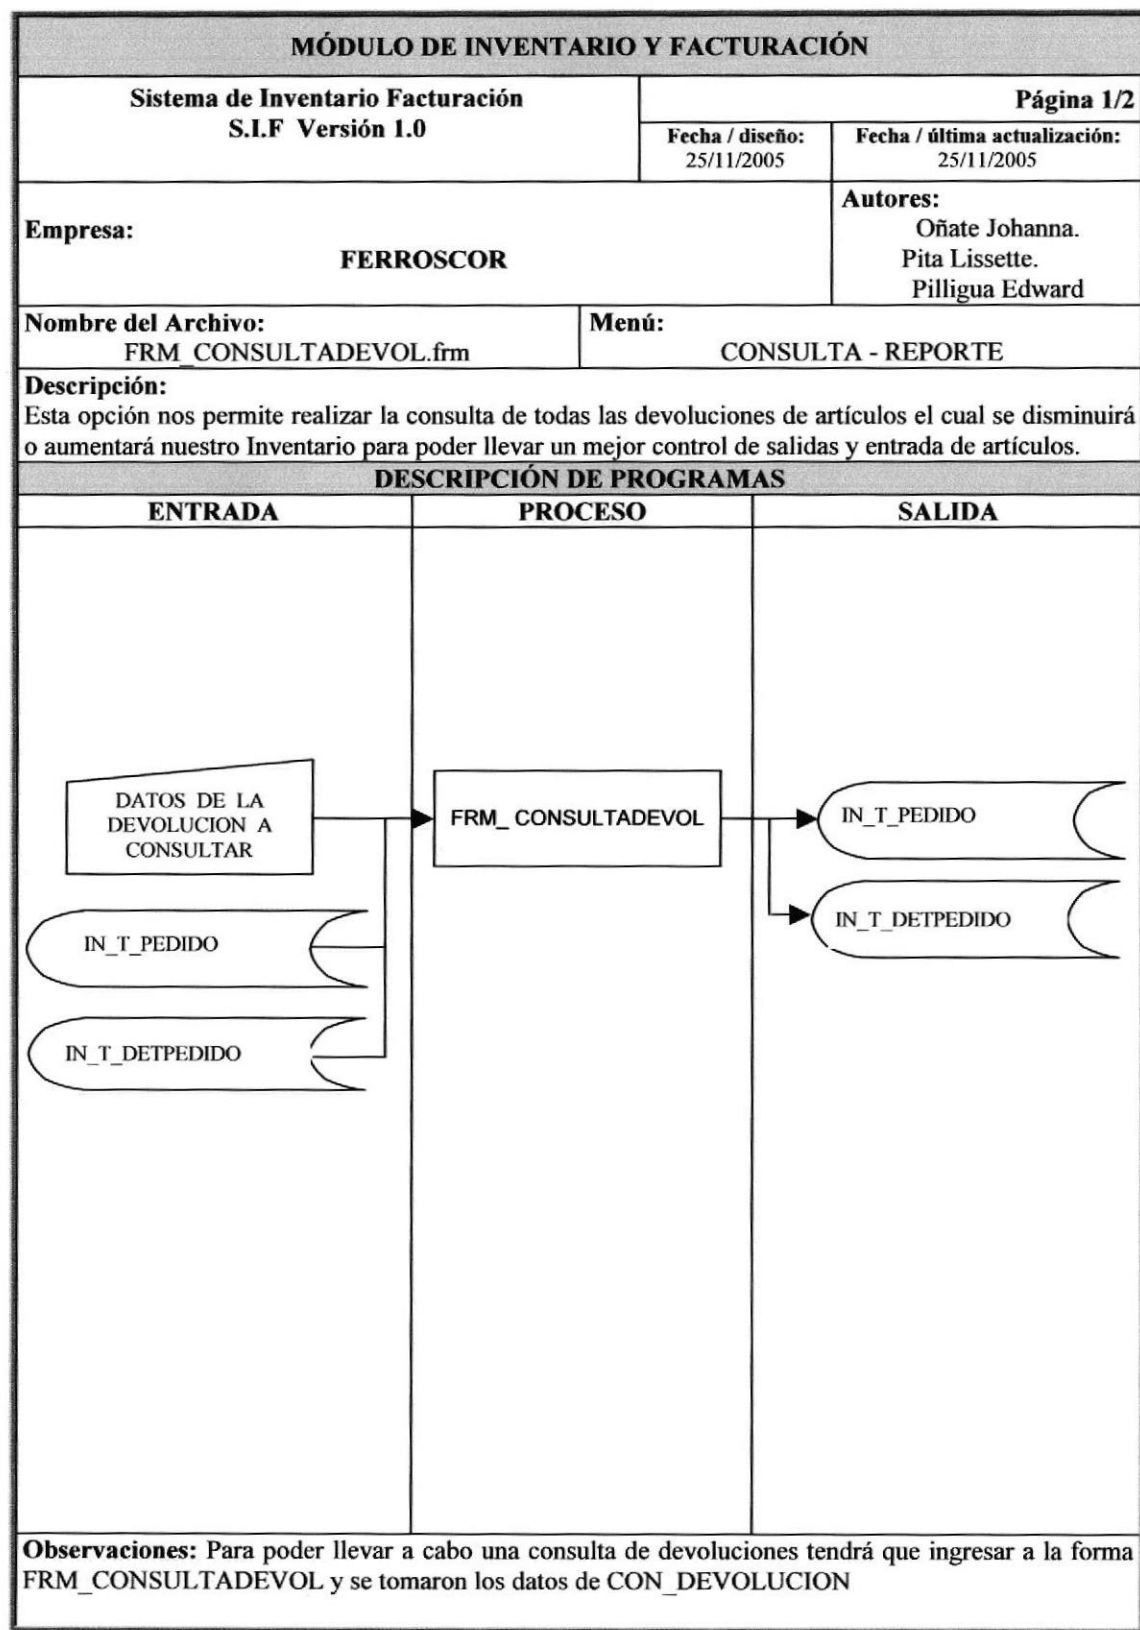 MÓDULO DE INVENTARIO Y FACTURACIÓN
Sistema de Inventario Facturación
S.I.F Versión 1.0
Página 1/2
Fecha / diseño:
25/11/2005
Fecha / última actualización:
25/11/2005
Empresa:
FERROSCOR
Autores:
Oñate Johanna.
Pita Lissette.
Pilligua Edward
Nombre del Archivo:
FRM_CONSULTADEVOL.frm
Menú:
CONSULTA - REPORTE
Descripción:
Esta opción nos permite realizar la consulta de todas las devoluciones de artículos el cual se disminuirá
o aumentará nuestro Inventario para poder llevar un mejor control de salidas y entrada de artículos.
DESCRIPCIÓN DE PROGRAMAS
ENTRADA
PROCESO
SALIDA
DATOS DE LA
DEVOLUCION A
CONSULTAR
FRM_ CONSULTADEVOL
IN_T_PEDIDO
IN_T_DETPEDIDO
IN_T_PEDIDO
IN_T_DETPEDIDO
Observaciones: Para poder llevar a cabo una consulta de devoluciones tendrá que ingresar a la forma
FRM_CONSULTADEVOL y se tomaron los datos de CON_DEVOLUCION